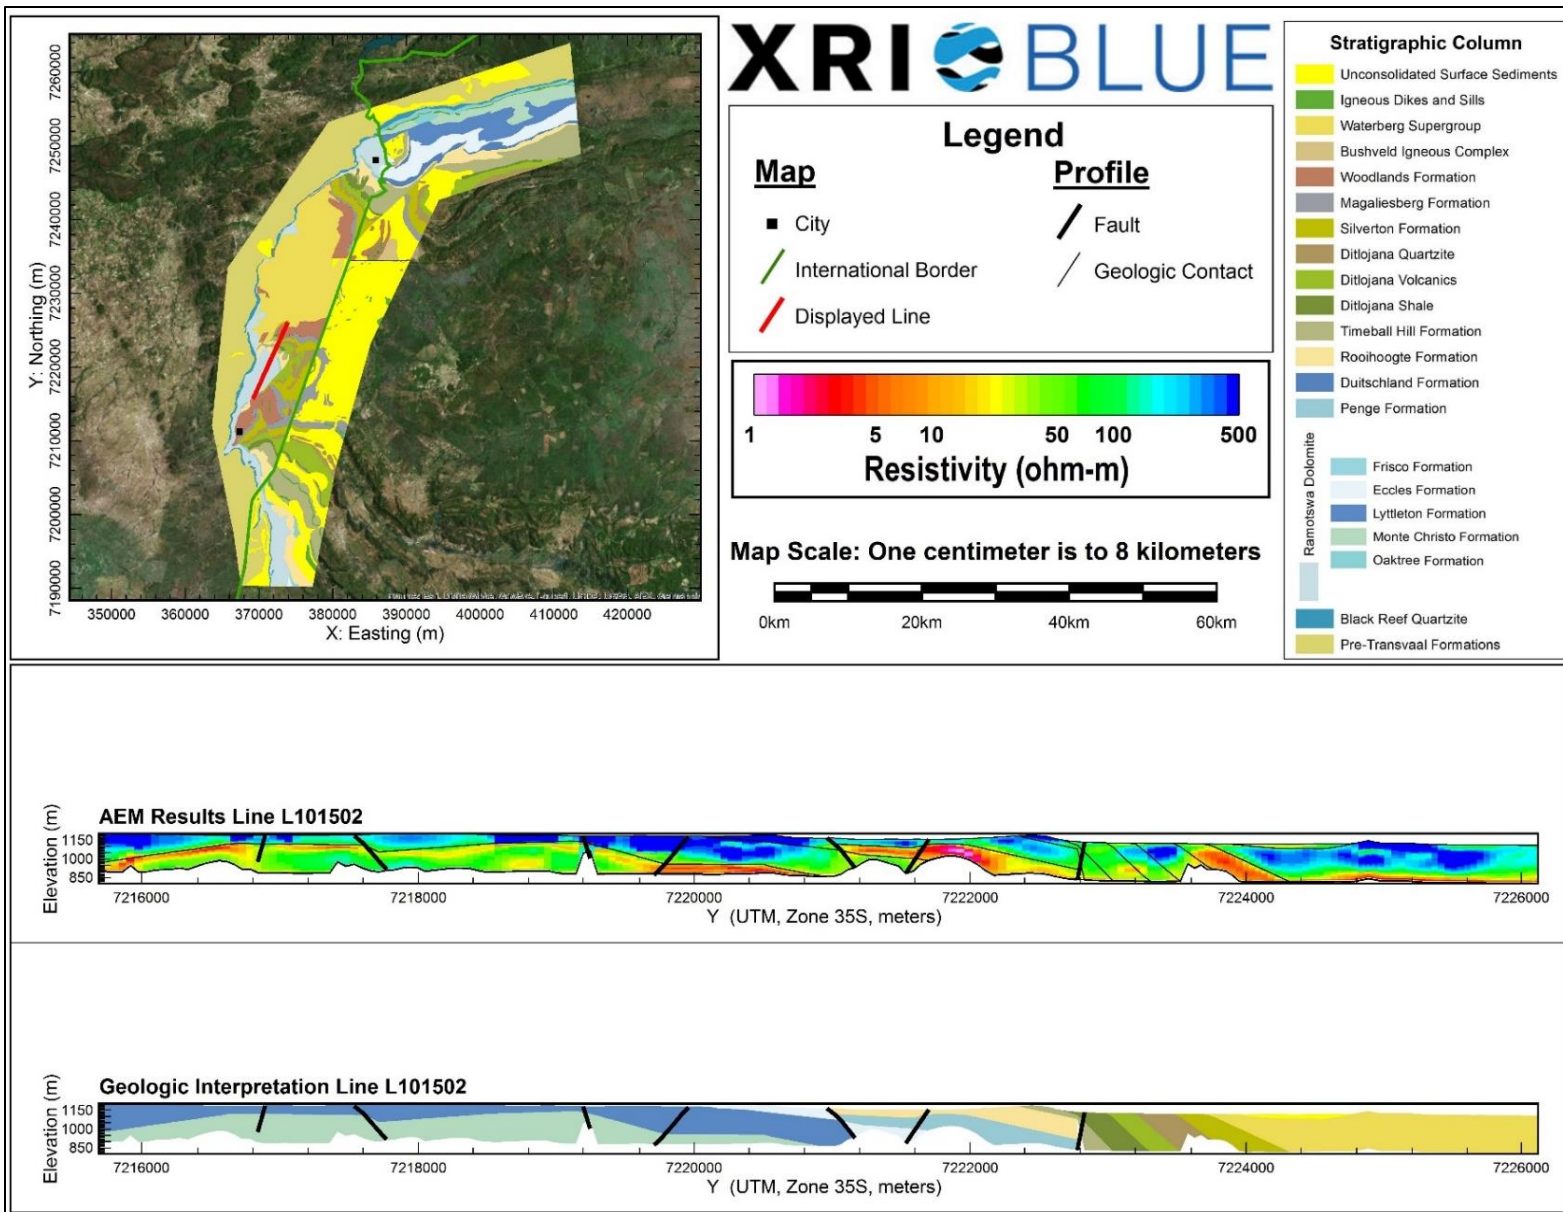 7260000
7250000
7240000
7230000
7220000
7210000
7200000
7190000
Y: Northing (m)
350000 360000 370000 380000 390000 400000 410000 420000
X: Easting (m)
XRI BLUE
Legend
Map
City
International Border
Displayed Line
Profile
Fault
Geologic Contact
1 5 10 50 100 500
Resistivity (ohm-m)
Map Scale: One centimeter is to 8 kilometers
0km 20km 40km 60km
Stratigraphic Column
Unconsolidated Surface Sediments
Igneous Dikes and Sills
Waterberg Supergroup
Bushveld Igneous Complex
Woodlands Formation
Magaliesberg Formation
Silverton Formation
Ditlojana Quartzite
Ditlojana Volcanics
Ditlojana Shale
Timeball Hill Formation
Rooihoogte Formation
Duitschland Formation
Penge Formation
Ramotswa Dolomite
Frisco Formation
Eccles Formation
Lyttleton Formation
Monte Christo Formation
Oaktree Formation
Black Reef Quartzite
Pre-Transvaal Formations
AEM Results Line L101502
Elevation (m)
1150
1000
850
7216000 7218000 7220000 7222000 7224000 7226000
Y (UTM, Zone 35S, meters)
Geologic Interpretation Line L101502
Elevation (m)
1150
1000
850
7216000 7218000 7220000 7222000 7224000 7226000
Y (UTM, Zone 35S, meters)